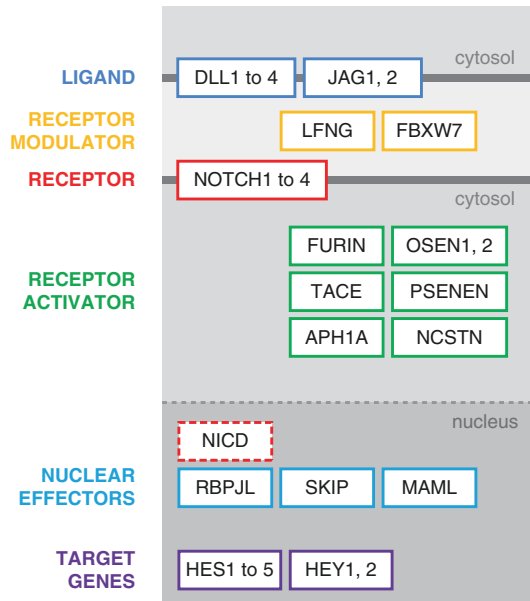 cytosol
LIGAND DLL1 to 4 JAG1, 2
RECEPTOR
MODULATOR
LFNG FBXW7
RECEPTOR NOTCH1 to 4
cytosol
FURIN OSEN1, 2
RECEPTOR
ACTIVATOR
TACE PSENEN
APH1A NCSTN
nucleus
NICD
NUCLEAR
EFFECTORS
RBPJL SKIP MAML
TARGET
GENES
HES1 to 5 HEY1, 2